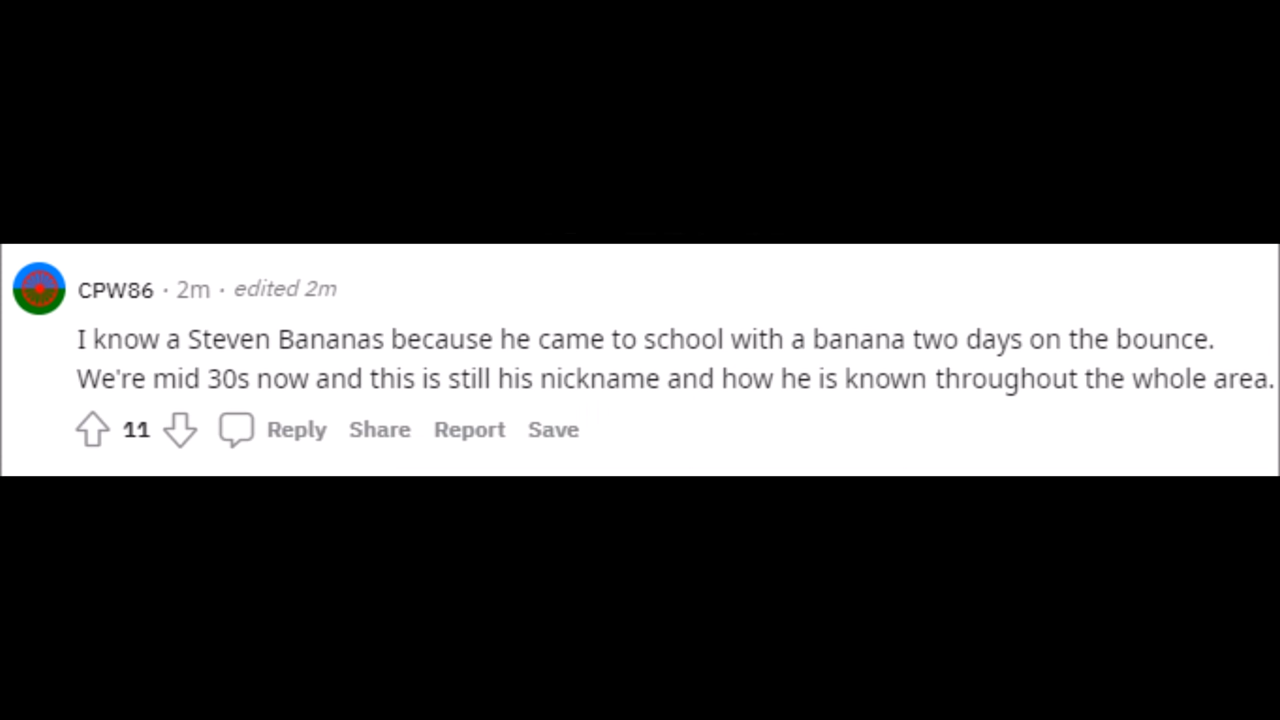 CPW86 · 2m · edited 2m
I know a Steven Bananas because he came to school with a banana two days on the bounce.
We're mid 30s now and this is still his nickname and how he is known throughout the whole area.
11 Reply Share Report Save